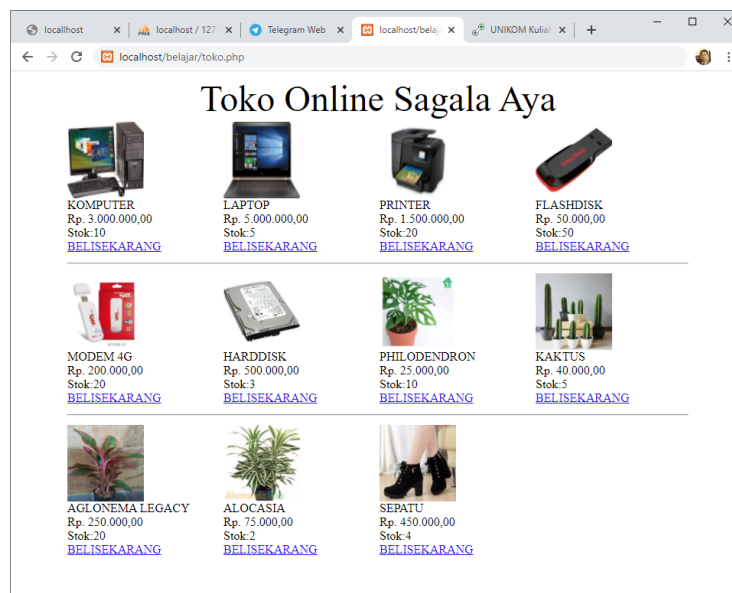 locallhost
localhost / 127.
Telegram Web
localhost/belaj
UNIKOM Kuliah
localhost/belajar/toko.php
Toko Online Sagala Aya
KOMPUTER
Rp. 3.000.000,00
Stok:10
BELISEKARANG
LAPTOP
Rp. 5.000.000,00
Stok:5
BELISEKARANG
PRINTER
Rp. 1.500.000,00
Stok:20
BELISEKARANG
SanDisk
FLASHDISK
Rp. 50.000,00
Stok:50
BELISEKARANG
MODEM 4G
Rp. 200.000,00
Stok:20
BELISEKARANG
HARDDISK
Rp. 500.000,00
Stok:3
BELISEKARANG
PHILODENDRON
Rp. 25.000,00
Stok:10
BELISEKARANG
KAKTUS
Rp. 40.000,00
Stok:5
BELISEKARANG
AGLONEMA LEGACY
Rp. 250.000,00
Stok:20
BELISEKARANG
ALOCASIA
Rp. 75.000,00
Stok:2
BELISEKARANG
SEPATU
Rp. 450.000,00
Stok:4
BELISEKARANG